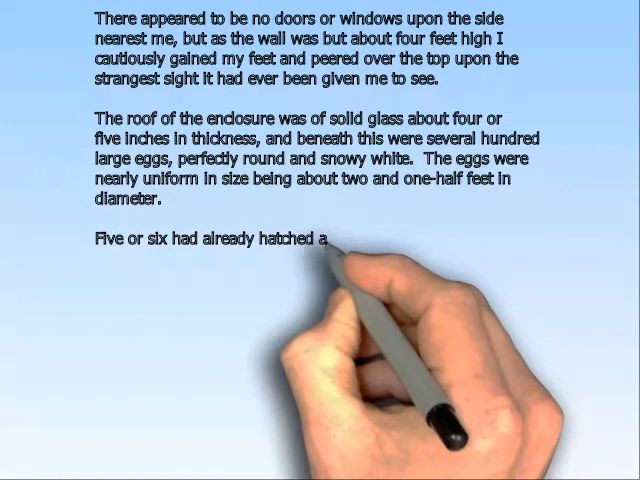 There appeared to be no doors or windows upon the side
nearest me, but as the wall was but about four feet high I
cautiously gained my feet and peered over the top upon the
strangest sight it had ever been given me to see.
The roof of the enclosure was of solid glass about four or
five inches in thickness, and beneath this were several hundred
large eggs, perfectly round and snowy white.  The eggs were
nearly uniform in size being about two and one-half feet in
diameter.
Five or six had already hatched a